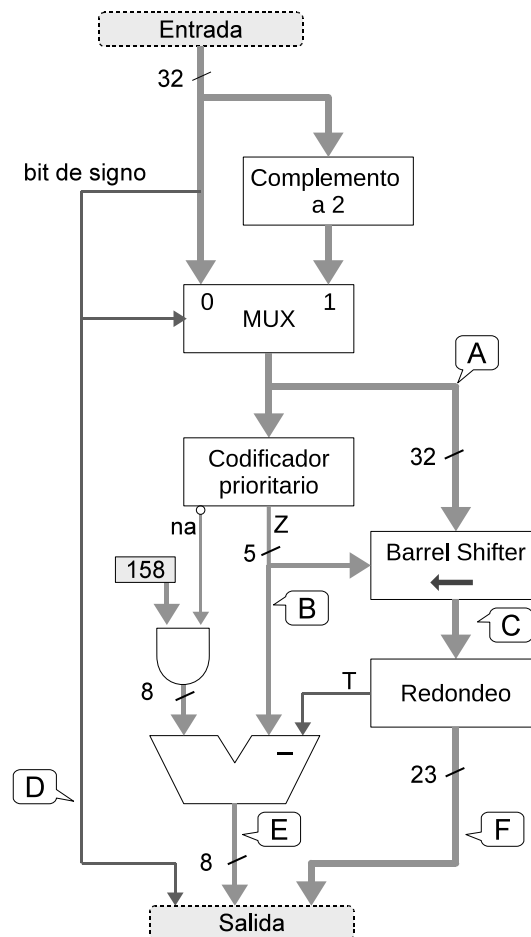 Entrada
32
bit de signo
Complemento
a 2
0
1
MUX
A
Codificador
prioritario
32
na
Z
5
158
Barrel Shifter
B
C
T
Redondeo
8
D
23
E
F
8
Salida